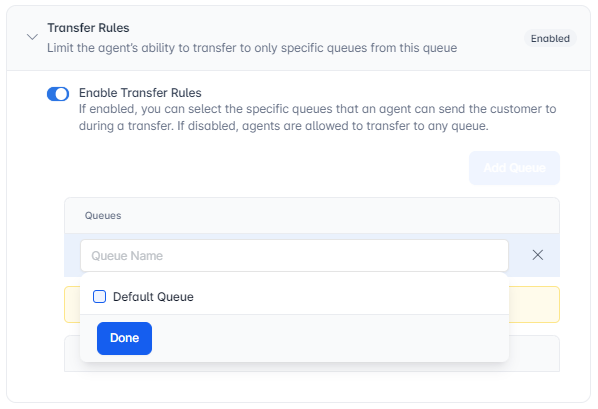 Transfer Rules
Limit the agent's ability to transfer to only specific queues from this queue
Enabled
Enable Transfer Rules
If enabled, you can select the specific queues that an agent can send the customer to
during a transfer. If disabled, agents are allowed to transfer to any queue.
Add Queue
Queues
Queue Name
Default Queue
Done